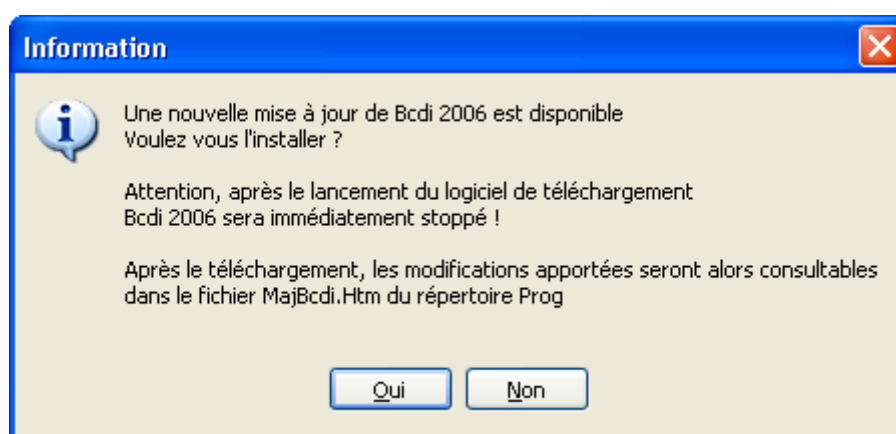 Information
Une nouvelle mise à jour de Bcdi 2006 est disponible
Voulez vous l'installer ?
Attention, après le lancement du logiciel de téléchargement
Bcdi 2006 sera immédiatement stoppé !
Après le téléchargement, les modifications apportées seront alors consultables
dans le fichier MajBcdi.Htm du répertoire Prog
Oui
Non